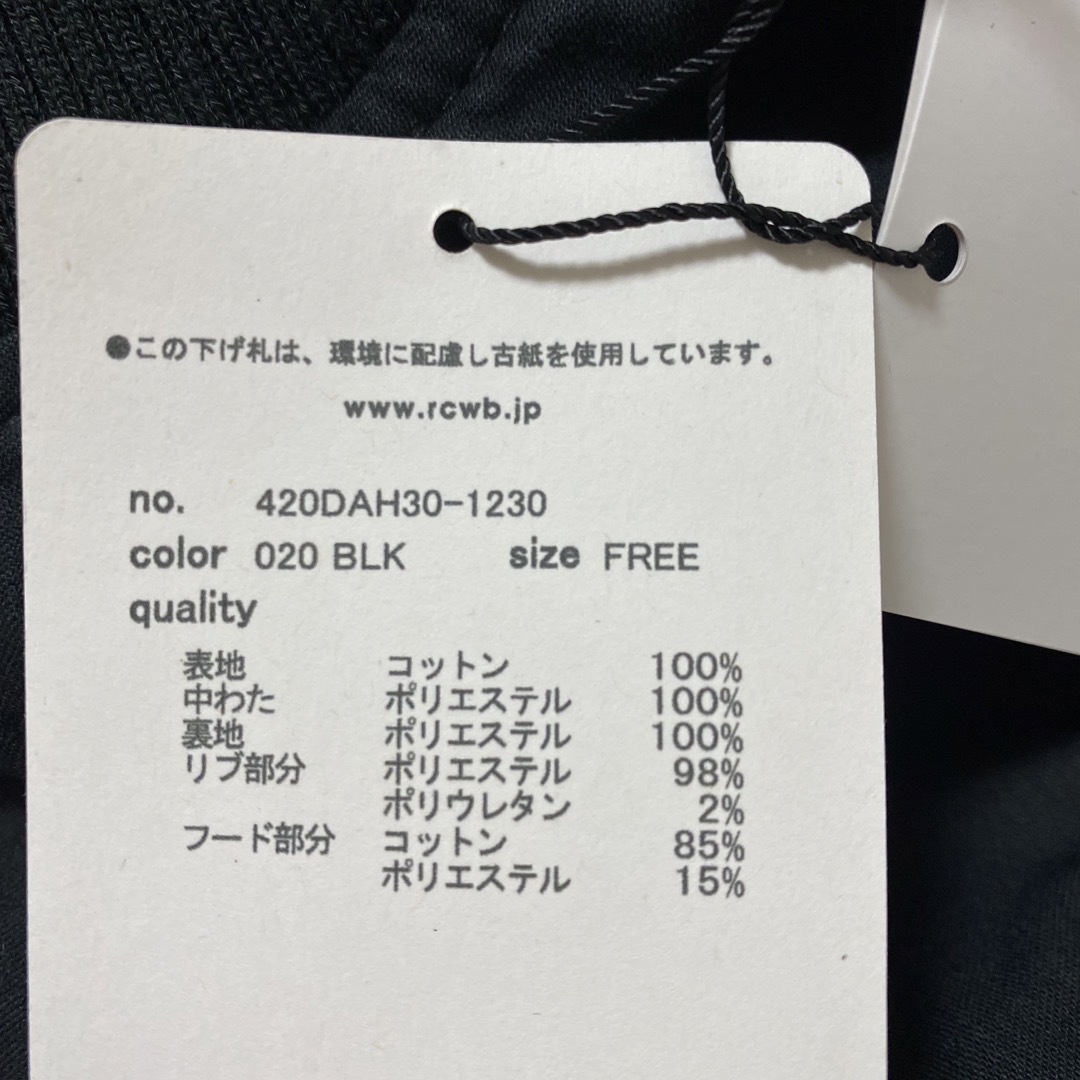 ●この下げ札は、環境に配慮し古紙を使用しています。
www.rcwb.jp
no. 420DAH30-1230
color 020 BLK size FREE
quality
表地 コットン 100%
中わた ポリエステル 100%
裏地 ポリエステル 100%
リブ部分 ポリエステル 98%
ポリウレタン 2%
フード部分 コットン 85%
ポリエステル 15%